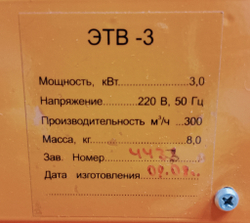 ЭТВ -3
Мощность, кВт..................3,0
Напряжение.........220 В, 50 Гц
Производительность м³/ч ...300
Масса, кг.........................8,0
Зав. Номер
Дата изготовления